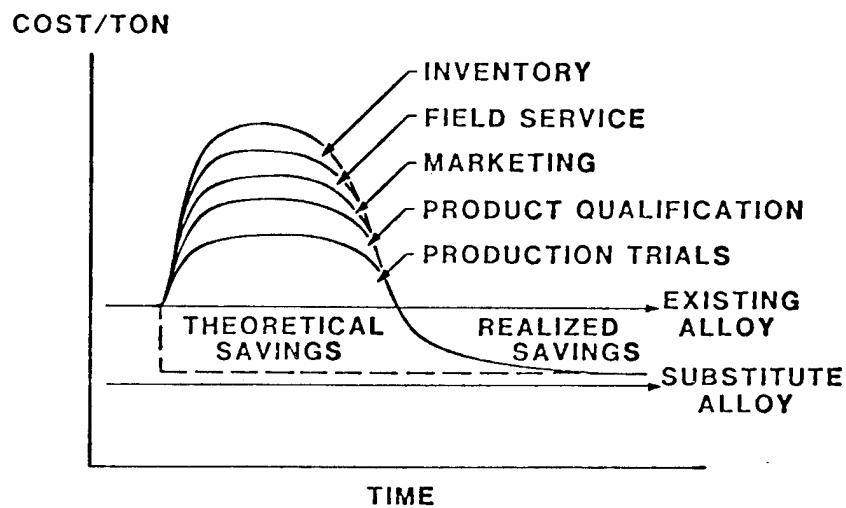 COST/TON
INVENTORY
FIELD SERVICE
MARKETING
PRODUCT QUALIFICATION
PRODUCTION TRIALS
EXISTING
ALLOY
THEORETICAL
SAVINGS
REALIZED
SAVINGS
SUBSTITUTE
ALLOY
TIME